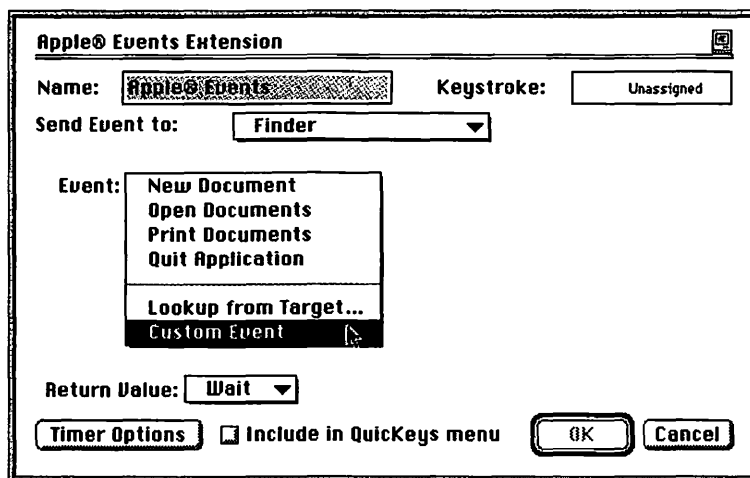 Apple® Events Extension
Name: Apple® Events Keystroke: Unassigned
Send Event to: Finder
Event: New Document
Open Documents
Print Documents
Quit Application
Lookup from Target...
Custom Event
Return Value: Wait
Timer Options Include in QuicKeys menu OK Cancel